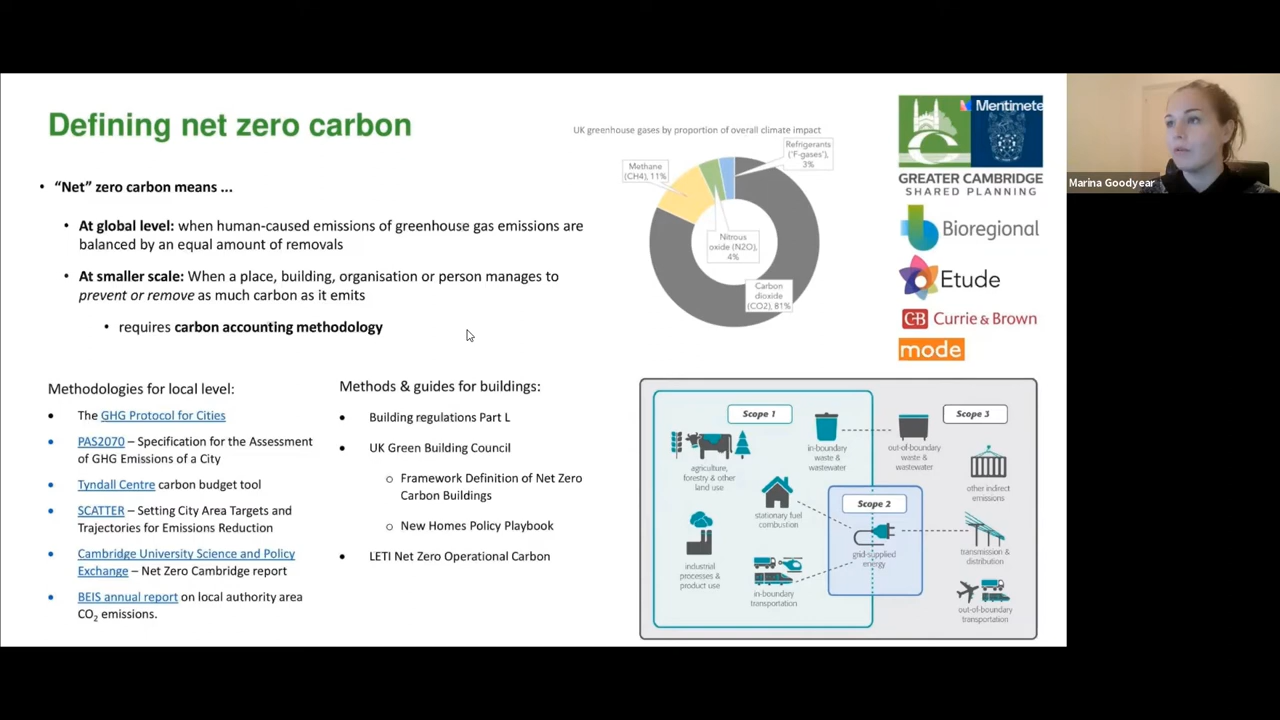 Defining net zero carbon
• “Net” zero carbon means ...
• At global level: when human-caused emissions of greenhouse gas emissions are
balanced by an equal amount of removals
• At smaller scale: When a place, building, organisation or person manages to
prevent or remove as much carbon as it emits
• requires carbon accounting methodology
Methodologies for local level:
• The GHG Protocol for Cities
• PAS2070 – Specification for the Assessment
of GHG Emissions of a City
• Tyndall Centre carbon budget tool
• SCATTER – Setting City Area Targets and
Trajectories for Emissions Reduction
• Cambridge University Science and Policy
Exchange – Net Zero Cambridge report
• BEIS annual report on local authority area
CO2 emissions.
Methods & guides for buildings:
• Building regulations Part L
• UK Green Building Council
o Framework Definition of Net Zero
Carbon Buildings
o New Homes Policy Playbook
• LETI Net Zero Operational Carbon
UK greenhouse gases by proportion of overall climate impact
Refrigerants
('F-gases'),
3%
Methane
(CH4), 11%
Nitrous
oxide (N2O),
4%
Carbon
dioxide
(CO2), 81%
Mentimete
GREATER CAMBRIDGE
SHARED PLANNING
Bioregional
Etude
C•B Currie & Brown
mode
Scope 1
Scope 3
agriculture,
forestry & other
land use
in-boundary
waste &
wastewater
out-of-boundary
waste &
wastewater
other indirect
emissions
stationary fuel
combustion
Scope 2
grid-supplied
energy
transmission &
distribution
industrial
processes &
product use
in-boundary
transportation
out-of-boundary
transportation
Marina Goodyear